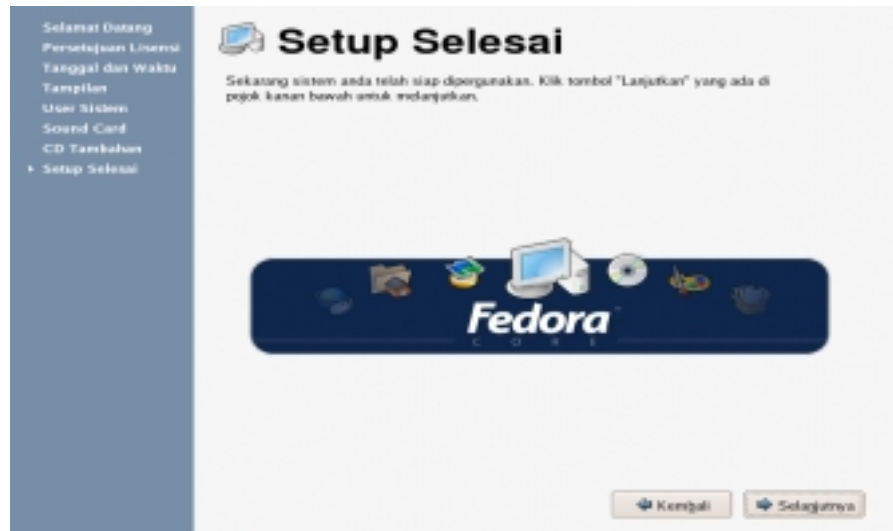 Selamat Datang
Persetujuan Lisensi
Tanggal dan Waktu
Tampilan
User Sistem
Sound Card
CD Tambahan
Setup Selesai
Setup Selesai
Sekarang sistem anda telah siap dipergunakan. Klik tombol "Lanjutkan" yang ada di
pojok kanan bawah untuk melanjutkan.
Fedora
CORE
Kembali
Selanjutnya